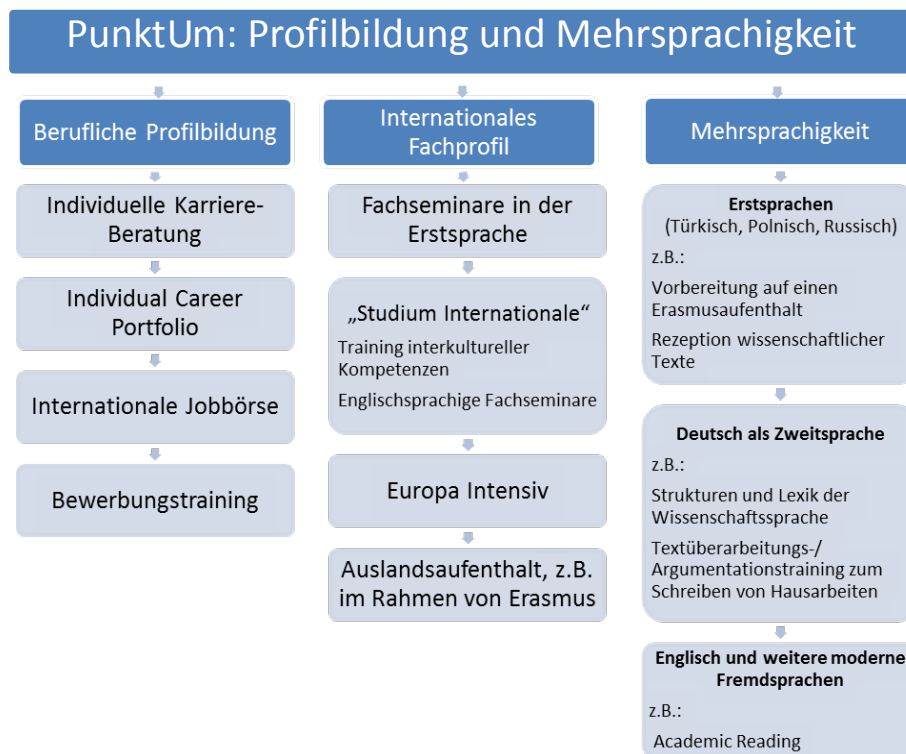 PunktUm: Profilbildung und Mehrsprachigkeit
Berufliche Profilbildung
Individuelle Karriere-
Beratung
Individual Career
Portfolio
Internationale Jobbörse
Bewerbungstraining
Internationales
Fachprofil
Fachseminare in der
Erstsprache
„Studium Internationale“
Training interkultureller
Kompetenzen
Englischsprachige Fachseminare
Europa Intensiv
Auslandsaufenthalt, z.B.
im Rahmen von Erasmus
Mehrsprachigkeit
Erstsprachen
(Türkisch, Polnisch, Russisch)
z.B.:
Vorbereitung auf einen
Erasmusaufenthalt
Rezeption wissenschaftlicher
Texte
Deutsch als Zweitsprache
z.B.:
Strukturen und Lexik der
Wissenschaftssprache
Textüberarbeitungs-/
Argumentationstraining zum
Schreiben von Hausarbeiten
Englisch und weitere moderne
Fremdsprachen
z.B.:
Academic Reading